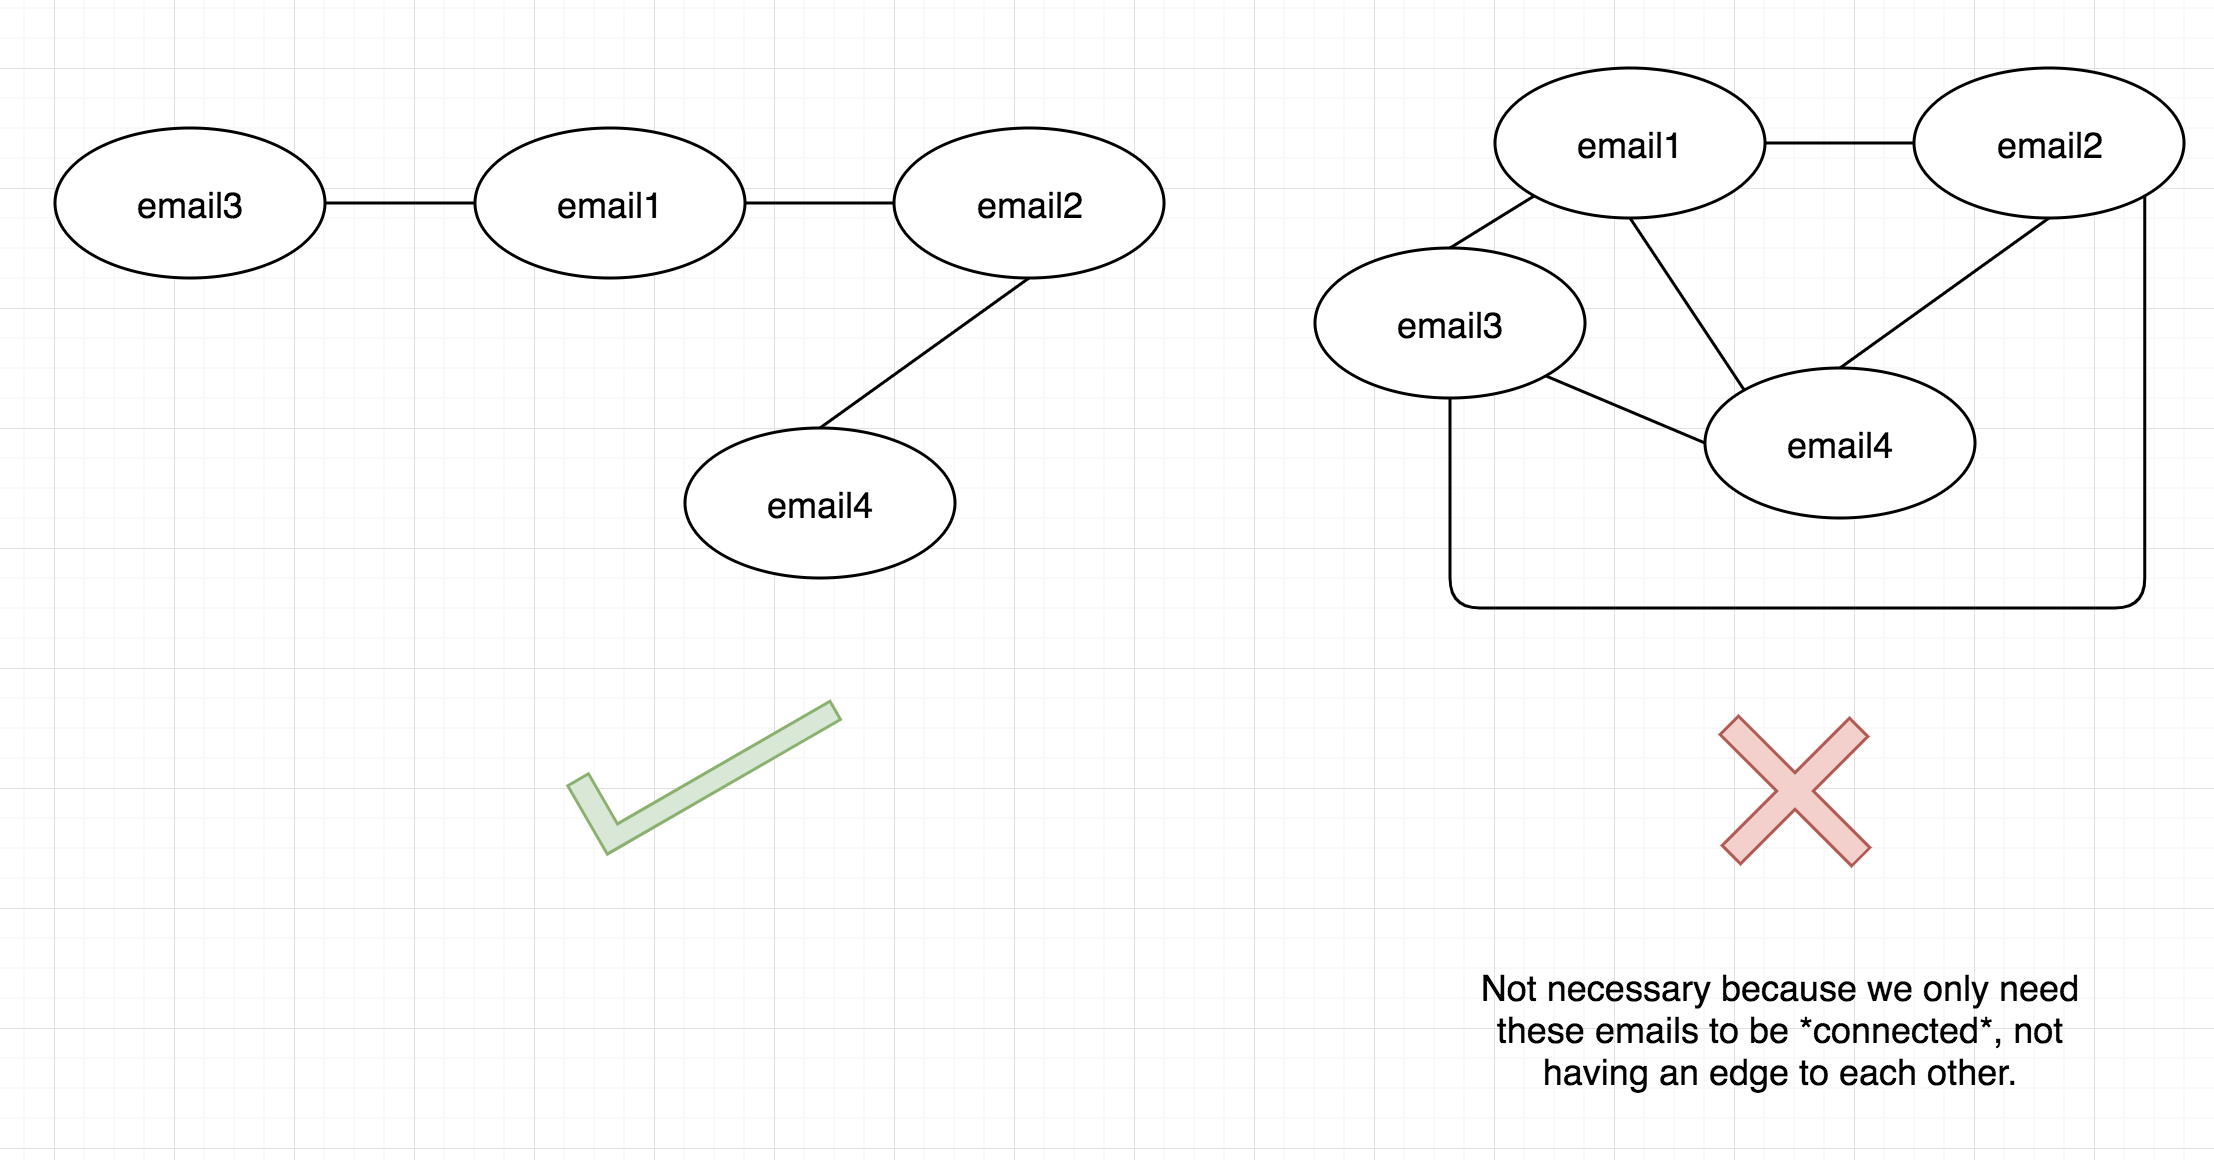 email3
email1
email2
email4
email1
email2
email3
email4
Not necessary because we only need
these emails to be *connected*, not
having an edge to each other.